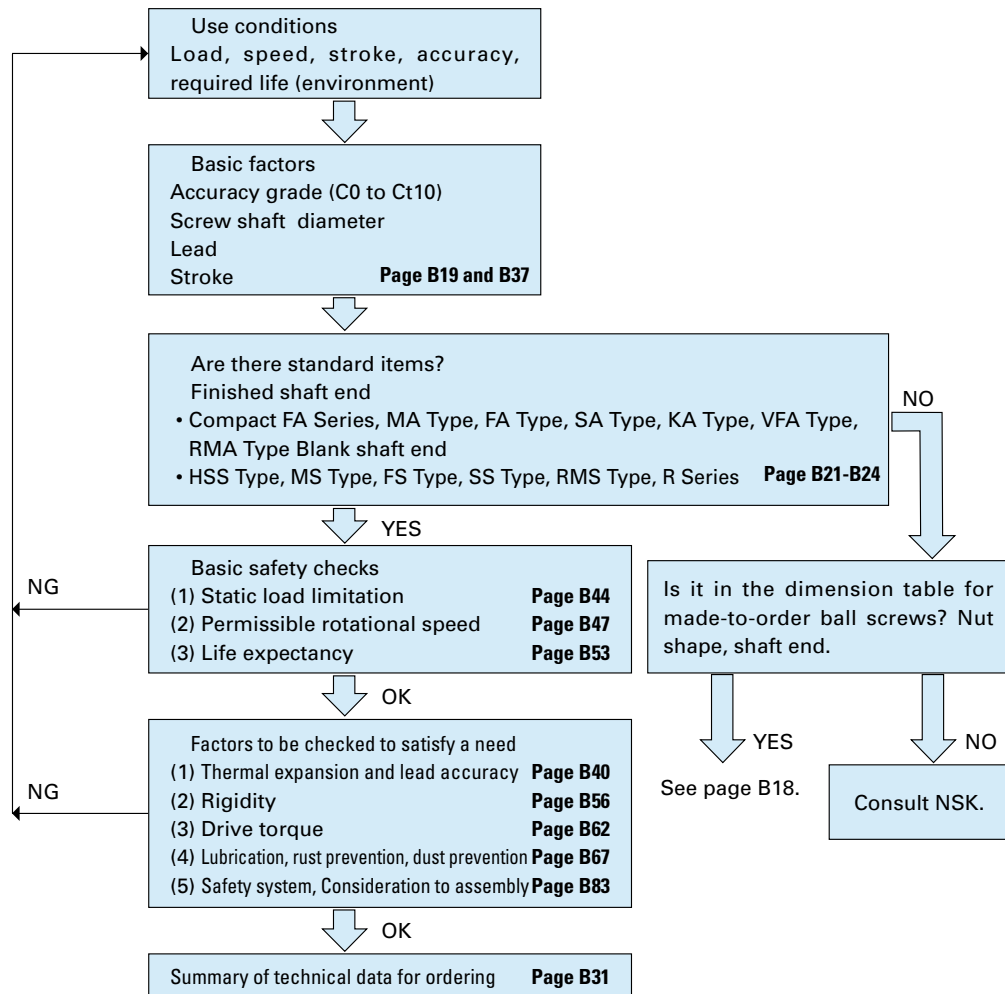 Use conditions
Load, speed, stroke, accuracy,
required life (environment)
Basic factors
Accuracy grade (C0 to Ct10)
Screw shaft diameter
Lead
Stroke Page B19 and B37
Are there standard items?
Finished shaft end
• Compact FA Series, MA Type, FA Type, SA Type, KA Type, VFA Type,
RMA Type Blank shaft end
• HSS Type, MS Type, FS Type, SS Type, RMS Type, R Series Page B21-B24
NO
YES
Basic safety checks
(1) Static load limitation Page B44
(2) Permissible rotational speed Page B47
(3) Life expectancy Page B53
NG
Is it in the dimension table for
made-to-order ball screws? Nut
shape, shaft end.
OK
YES
NO
See page B18.
Consult NSK.
Factors to be checked to satisfy a need
(1) Thermal expansion and lead accuracy Page B40
(2) Rigidity Page B56
(3) Drive torque Page B62
(4) Lubrication, rust prevention, dust prevention Page B67
(5) Safety system, Consideration to assembly Page B83
NG
OK
Summary of technical data for ordering Page B31